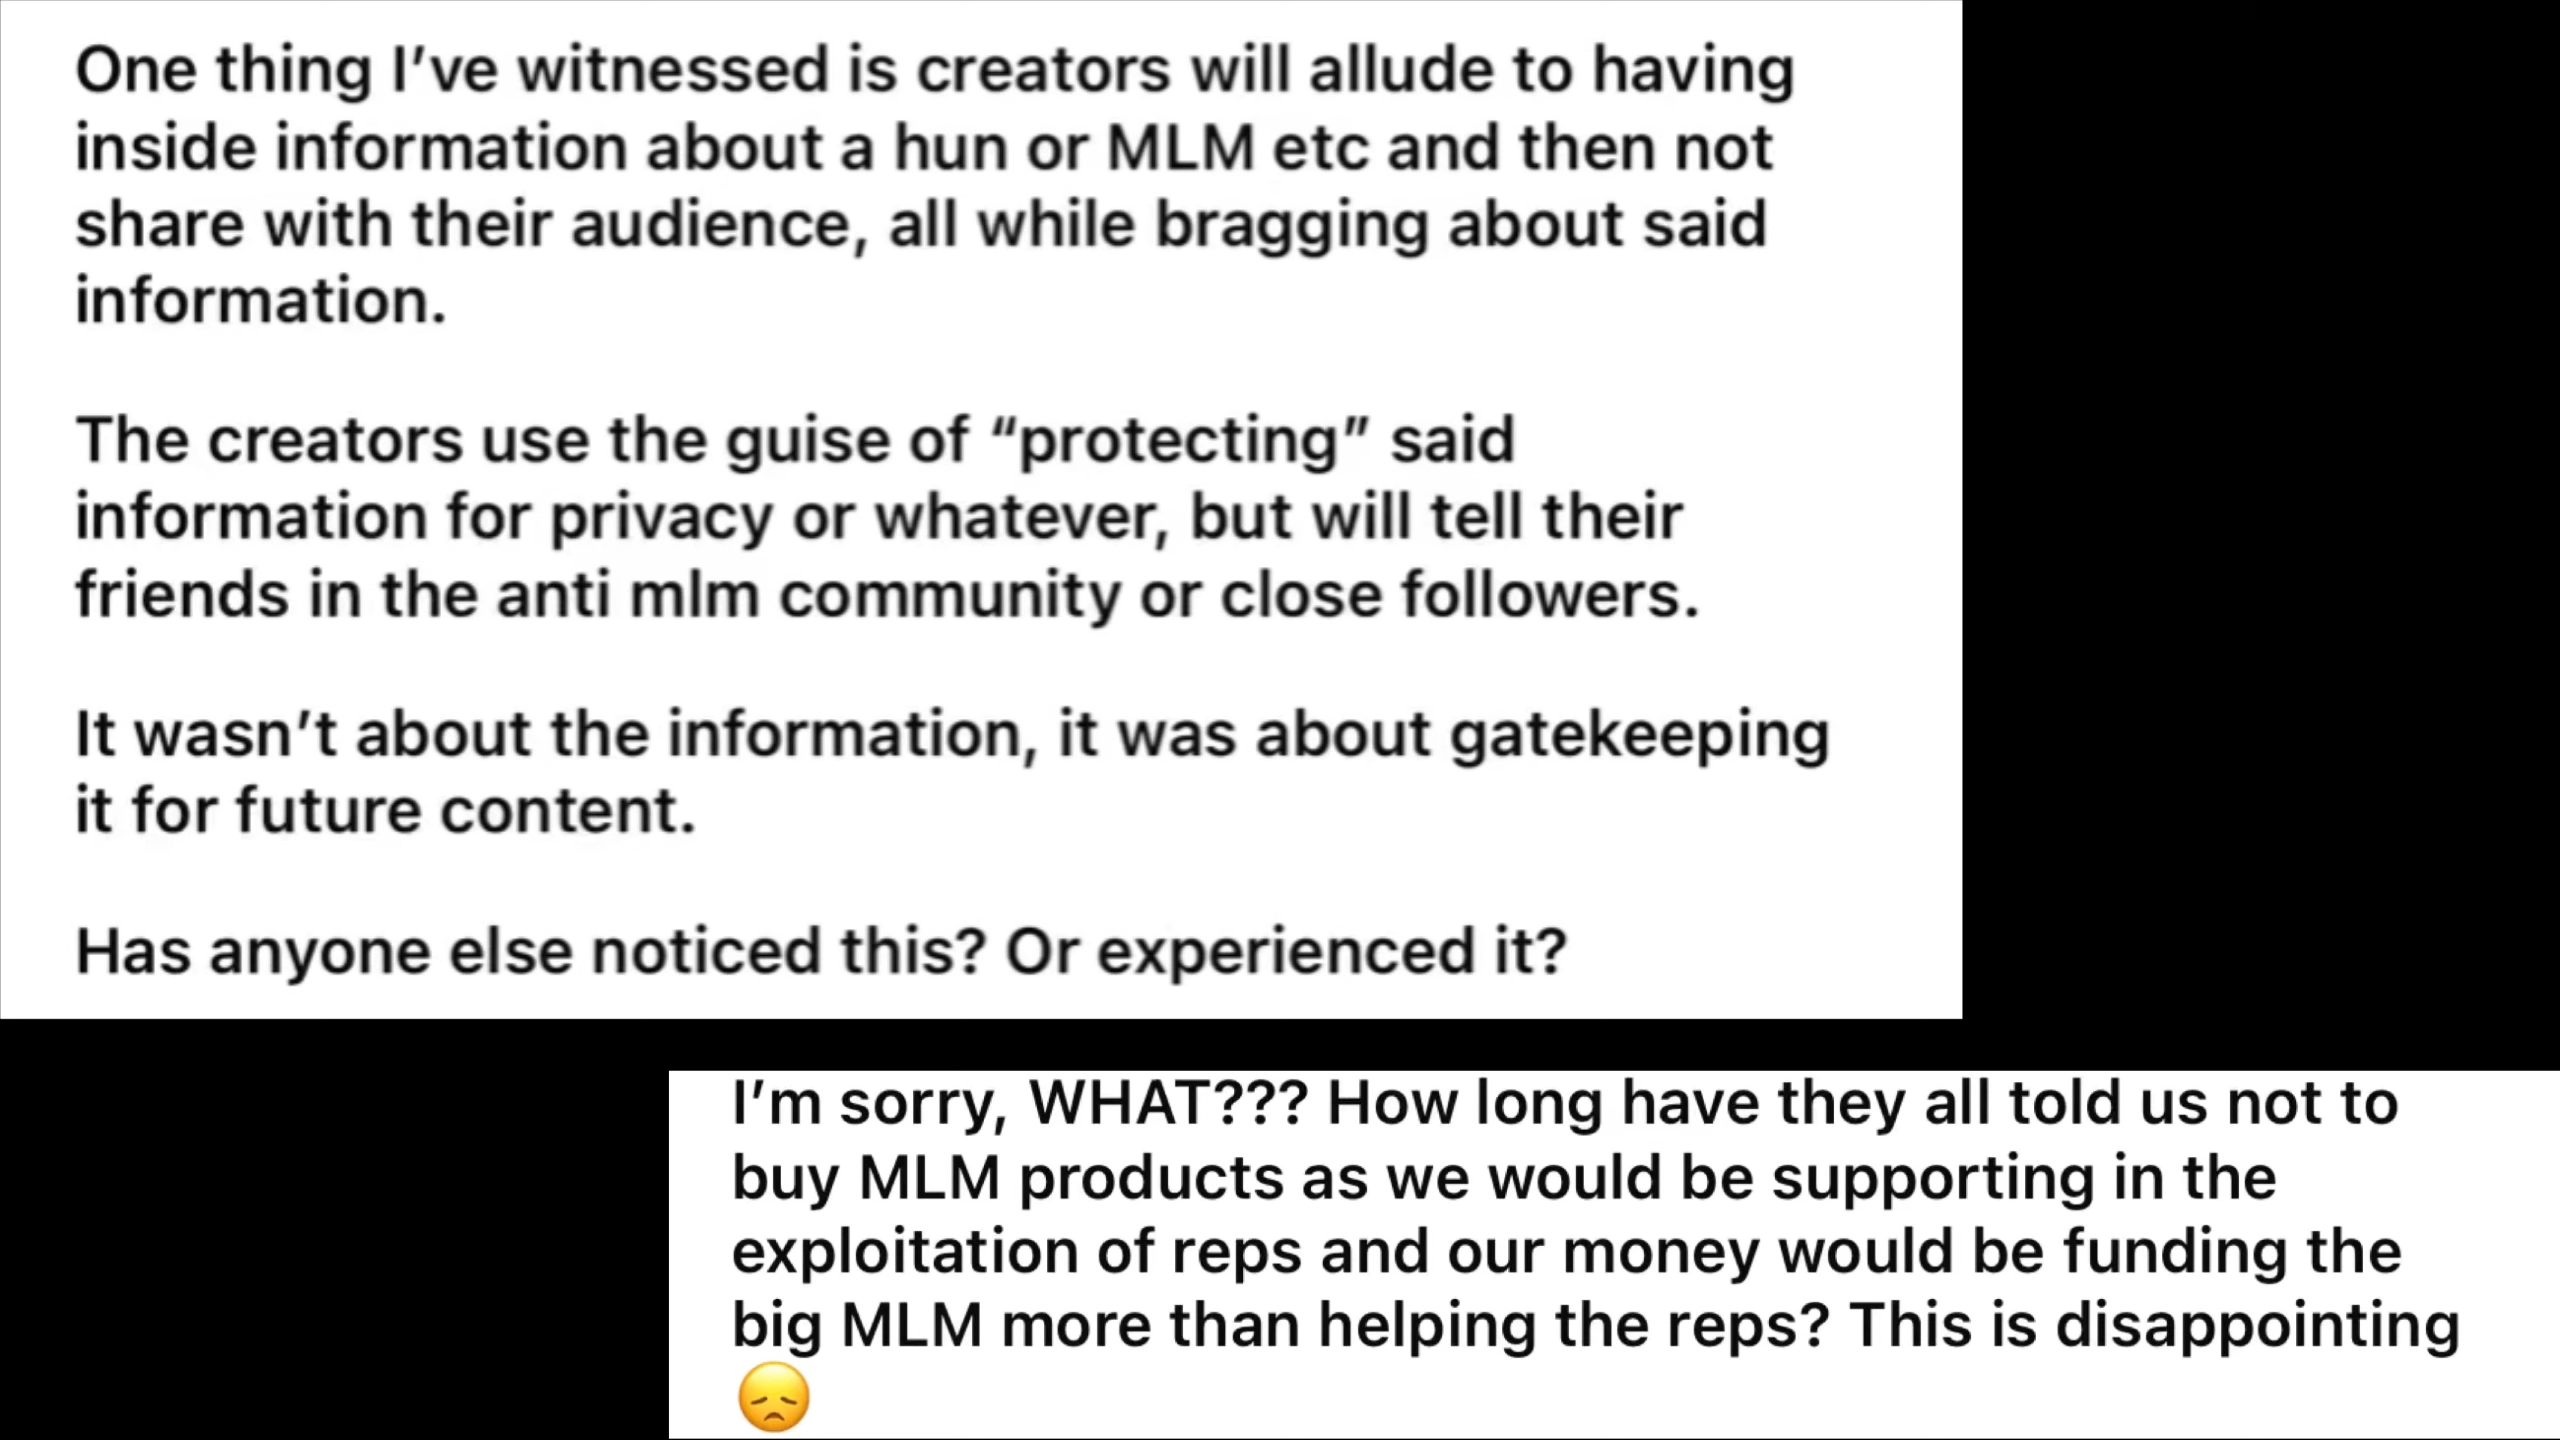 One thing I’ve witnessed is creators will allude to having
inside information about a hun or MLM etc and then not
share with their audience, all while bragging about said
information.
The creators use the guise of “protecting” said
information for privacy or whatever, but will tell their
friends in the anti mlm community or close followers.
It wasn’t about the information, it was about gatekeeping
it for future content.
Has anyone else noticed this? Or experienced it?
I’m sorry, WHAT??? How long have they all told us not to
buy MLM products as we would be supporting in the
exploitation of reps and our money would be funding the
big MLM more than helping the reps? This is disappointing
😞